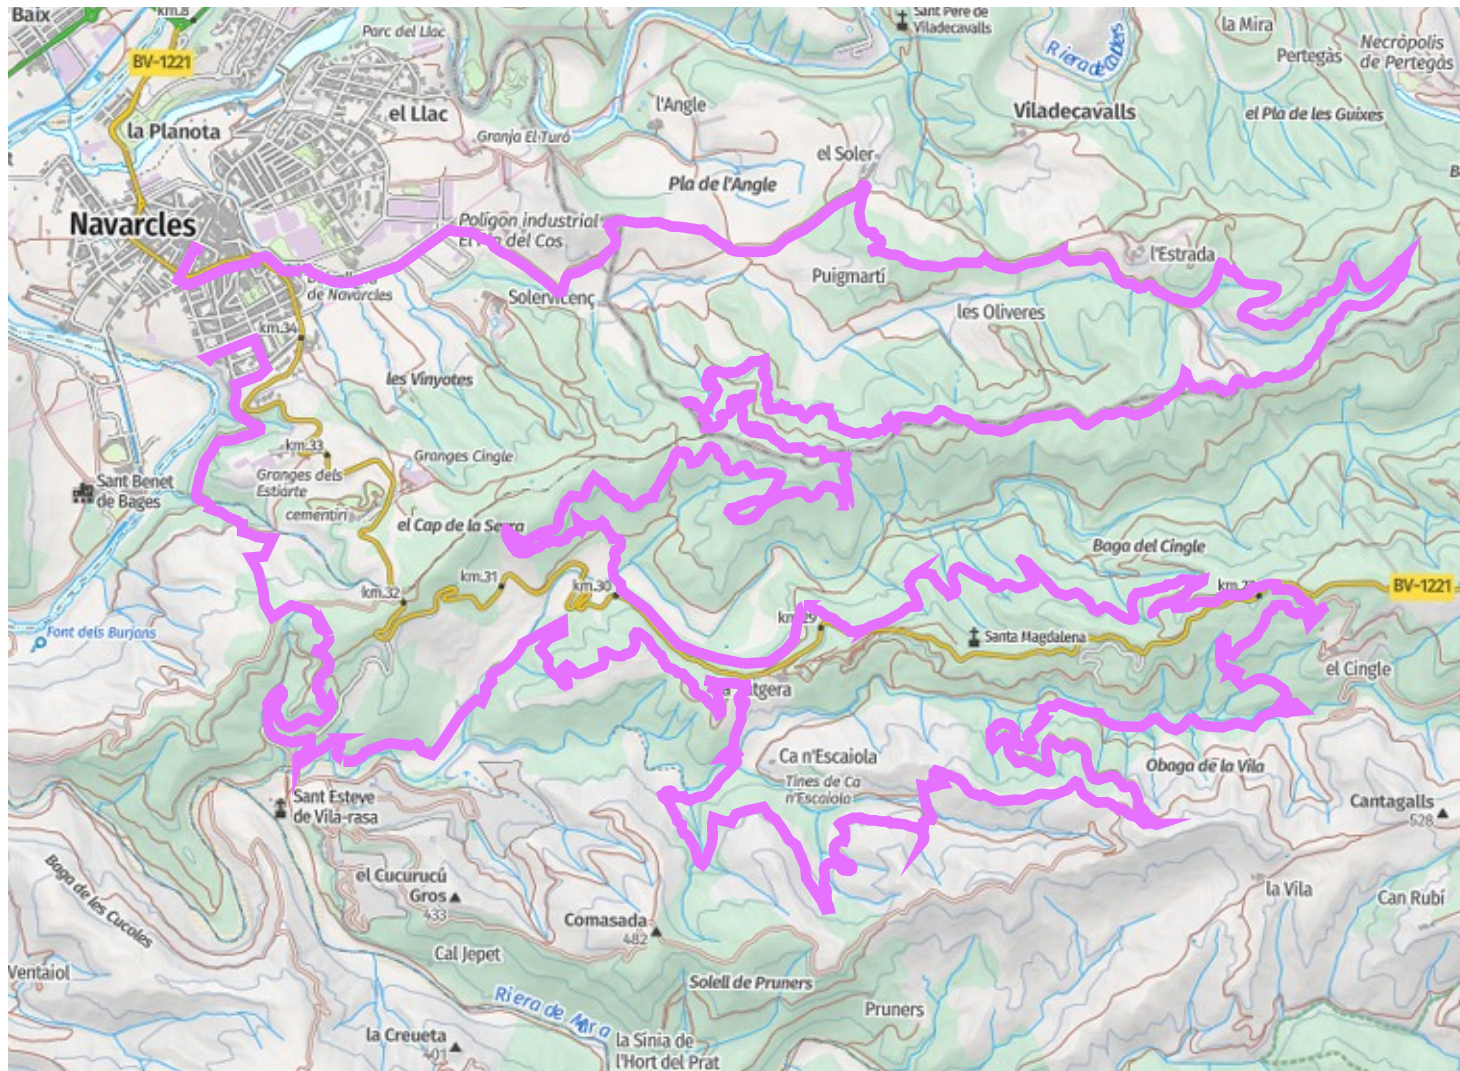 Baix
km.8
Parc del Llac
Sant Pere de
Viladecavalls
Riera de Calders
la Mira
Pertegàs
Necròpolis
de Pertegàs
BV-1221
la Planota
el Llac
l'Angle
Viladecavalls
el Pla de les Guixes
Granja El Turó
el Soler
Pla de l'Angle
Navarcles
Polígon industrial
del Cos
l'Estrada
Puigmartí
de Navarcles
Solervicenç
les Oliveres
km.34
les Vinyotes
km.33
Granges Cingle
Granges dels
Estiarte
Sant Benet
de Bages
cementiri
el Cap de la Serra
Baga del Cingle
km.31
km.30
km.32
BV-1221
Font dels Burjans
Santa Magdalena
el Cingle
Ca n'Escaiola
Tines de Ca
n'Escaiola
Obaga de la Vila
Sant Esteve
de Vila-rasa
Cantagalls
528
Baga de les Cucoles
el Cucurucú
Gros
433
la Vila
Can Rubí
Comasada
482
Cal Jepet
Ventaiol
Solell de Pruners
Riera de Mura
Pruners
la Creueta
401
la Sínia de
l'Hort del Prat